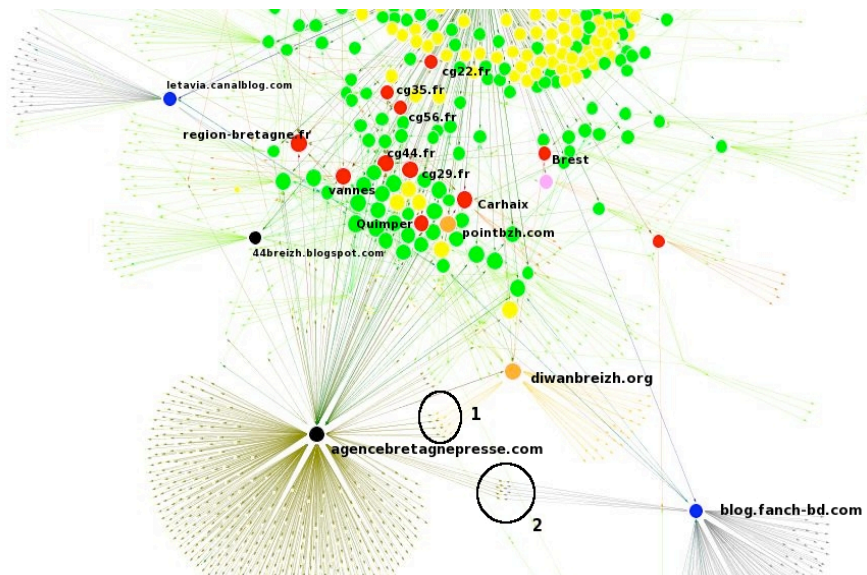 cg22.fr
letavia.canalblog.com
cg35.fr
cg56.fr
region-bretagne.fr
cg44.fr
Brest
cg29.fr
vannes
Carhaix
Quimper
pointbzh.com
44breizh.blogspot.com
diwanbreizh.org
1
agencebretagnepresse.com
blog.fanch-bd.com
2